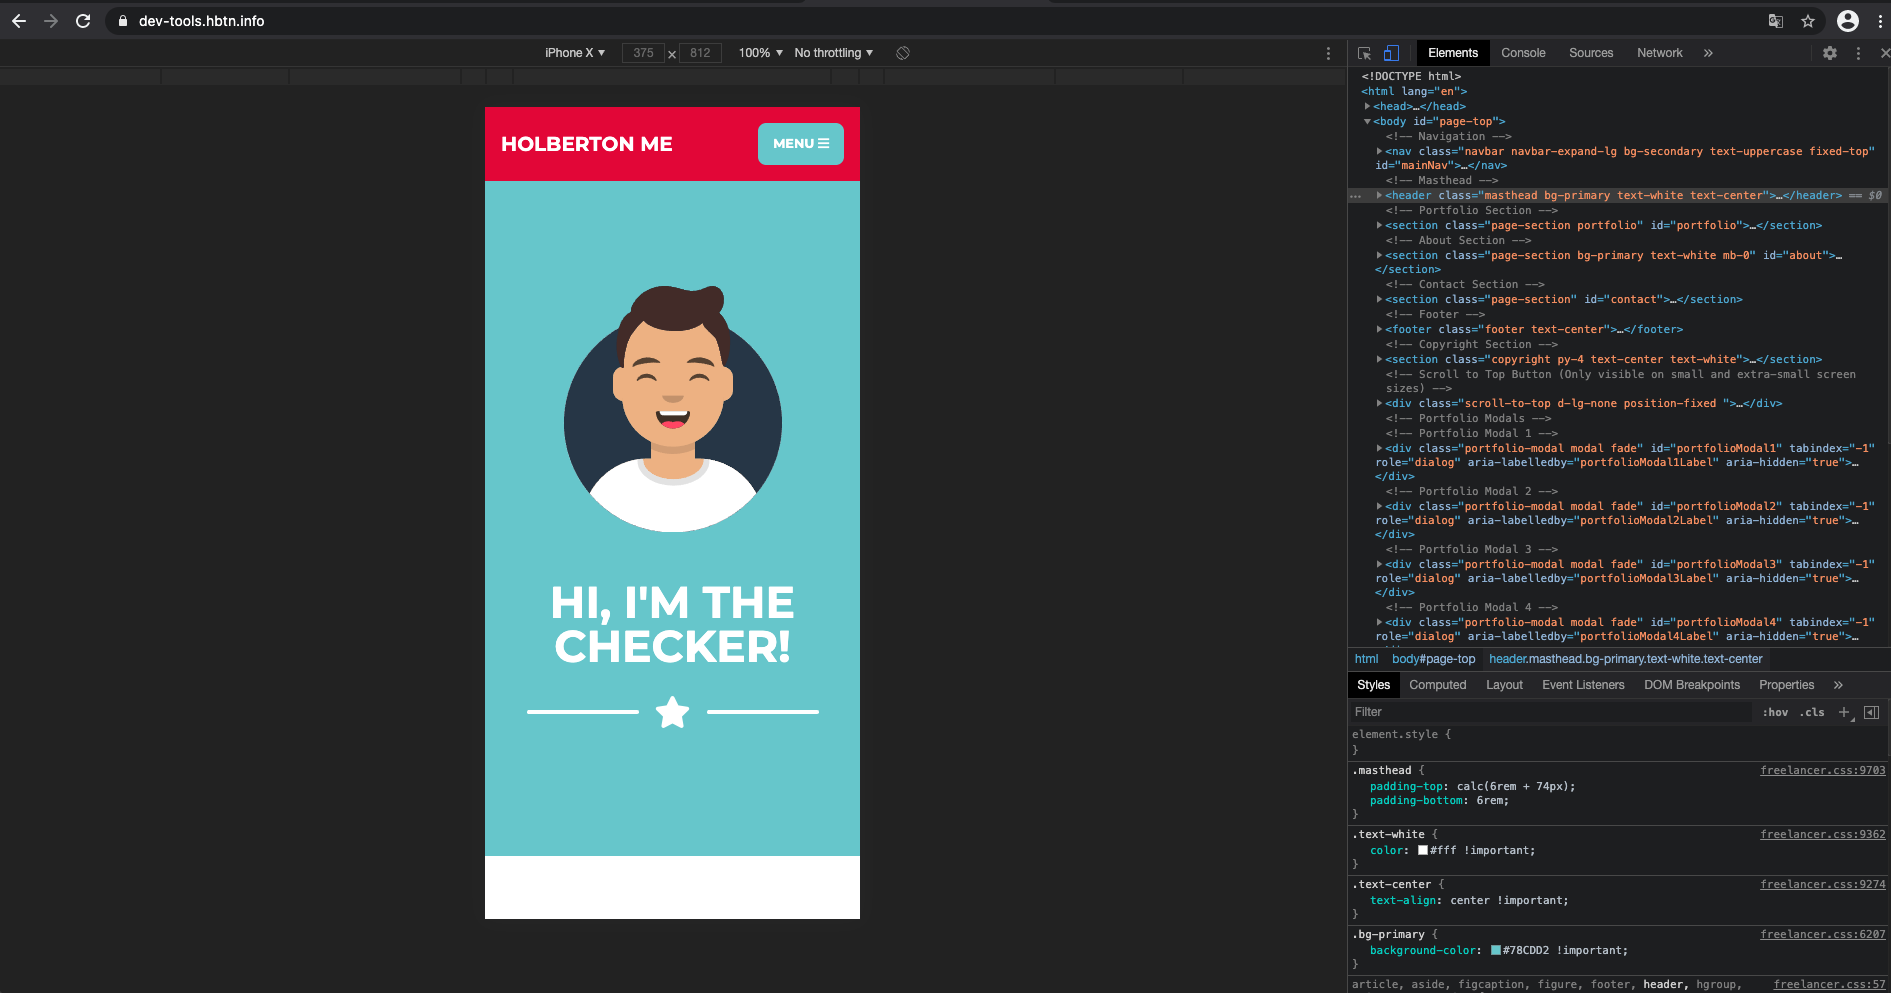 dev-tools.hbtn.info
iPhone X ▼ 375 × 812 100% ▼ No throttling ▼
HOLBERTON ME
MENU
HI, I'M THE
CHECKER!
Elements Console Sources Network »
<!DOCTYPE html>
<html lang="en">
▶<head>…</head>
▼<body id="page-top">
<!-- Navigation -->
▶<nav class="navbar navbar-expand-lg bg-secondary text-uppercase fixed-top"
id="mainNav">…</nav>
<!-- Masthead -->
… ▶<header class="masthead bg-primary text-white text-center">…</header> == $0
<!-- Portfolio Section -->
▶<section class="page-section portfolio" id="portfolio">…</section>
<!-- About Section -->
▶<section class="page-section bg-primary text-white mb-0" id="about">…
</section>
<!-- Contact Section -->
▶<section class="page-section" id="contact">…</section>
<!-- Footer -->
▶<footer class="footer text-center">…</footer>
<!-- Copyright Section -->
▶<section class="copyright py-4 text-center text-white">…</section>
<!-- Scroll to Top Button (Only visible on small and extra-small screen
sizes) -->
▶<div class="scroll-to-top d-lg-none position-fixed ">…</div>
<!-- Portfolio Modals -->
<!-- Portfolio Modal 1 -->
▶<div class="portfolio-modal modal fade" id="portfolioModal1" tabindex="-1"
role="dialog" aria-labelledby="portfolioModal1Label" aria-hidden="true">…
</div>
<!-- Portfolio Modal 2 -->
▶<div class="portfolio-modal modal fade" id="portfolioModal2" tabindex="-1"
role="dialog" aria-labelledby="portfolioModal2Label" aria-hidden="true">…
</div>
<!-- Portfolio Modal 3 -->
▶<div class="portfolio-modal modal fade" id="portfolioModal3" tabindex="-1"
role="dialog" aria-labelledby="portfolioModal3Label" aria-hidden="true">…
</div>
<!-- Portfolio Modal 4 -->
▶<div class="portfolio-modal modal fade" id="portfolioModal4" tabindex="-1"
role="dialog" aria-labelledby="portfolioModal4Label" aria-hidden="true">…
html body#page-top header.masthead.bg-primary.text-white.text-center
Styles Computed Layout Event Listeners DOM Breakpoints Properties »
Filter :hov .cls +
element.style {
}
.masthead { freelancer.css:9703
padding-top: calc(6rem + 74px);
padding-bottom: 6rem;
}
.text-white { freelancer.css:9362
color: #fff !important;
}
.text-center { freelancer.css:9274
text-align: center !important;
}
.bg-primary { freelancer.css:6207
background-color: #78CDD2 !important;
}
article, aside, figcaption, figure, footer, header, hgroup, freelancer.css:57